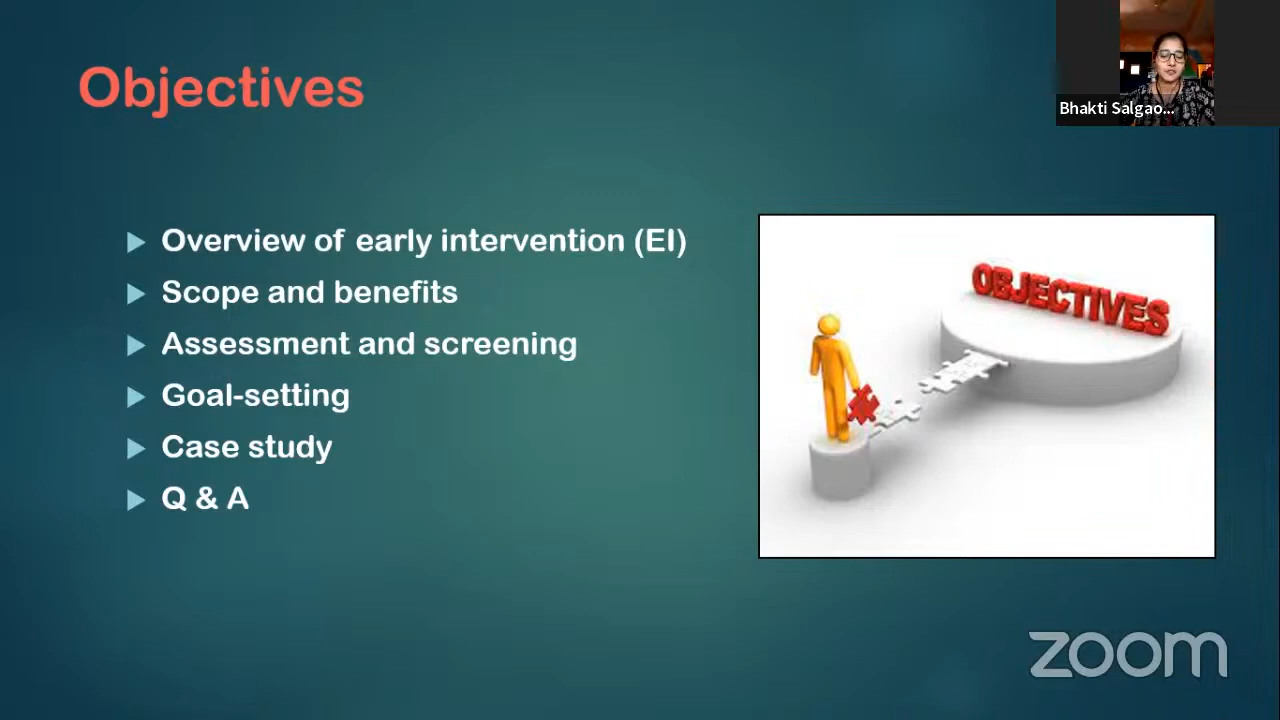 Objectives
Bhakti Salgao...
Overview of early intervention (EI)
Scope and benefits
Assessment and screening
Goal-setting
Case study
Q & A
OBJECTIVES
zoom